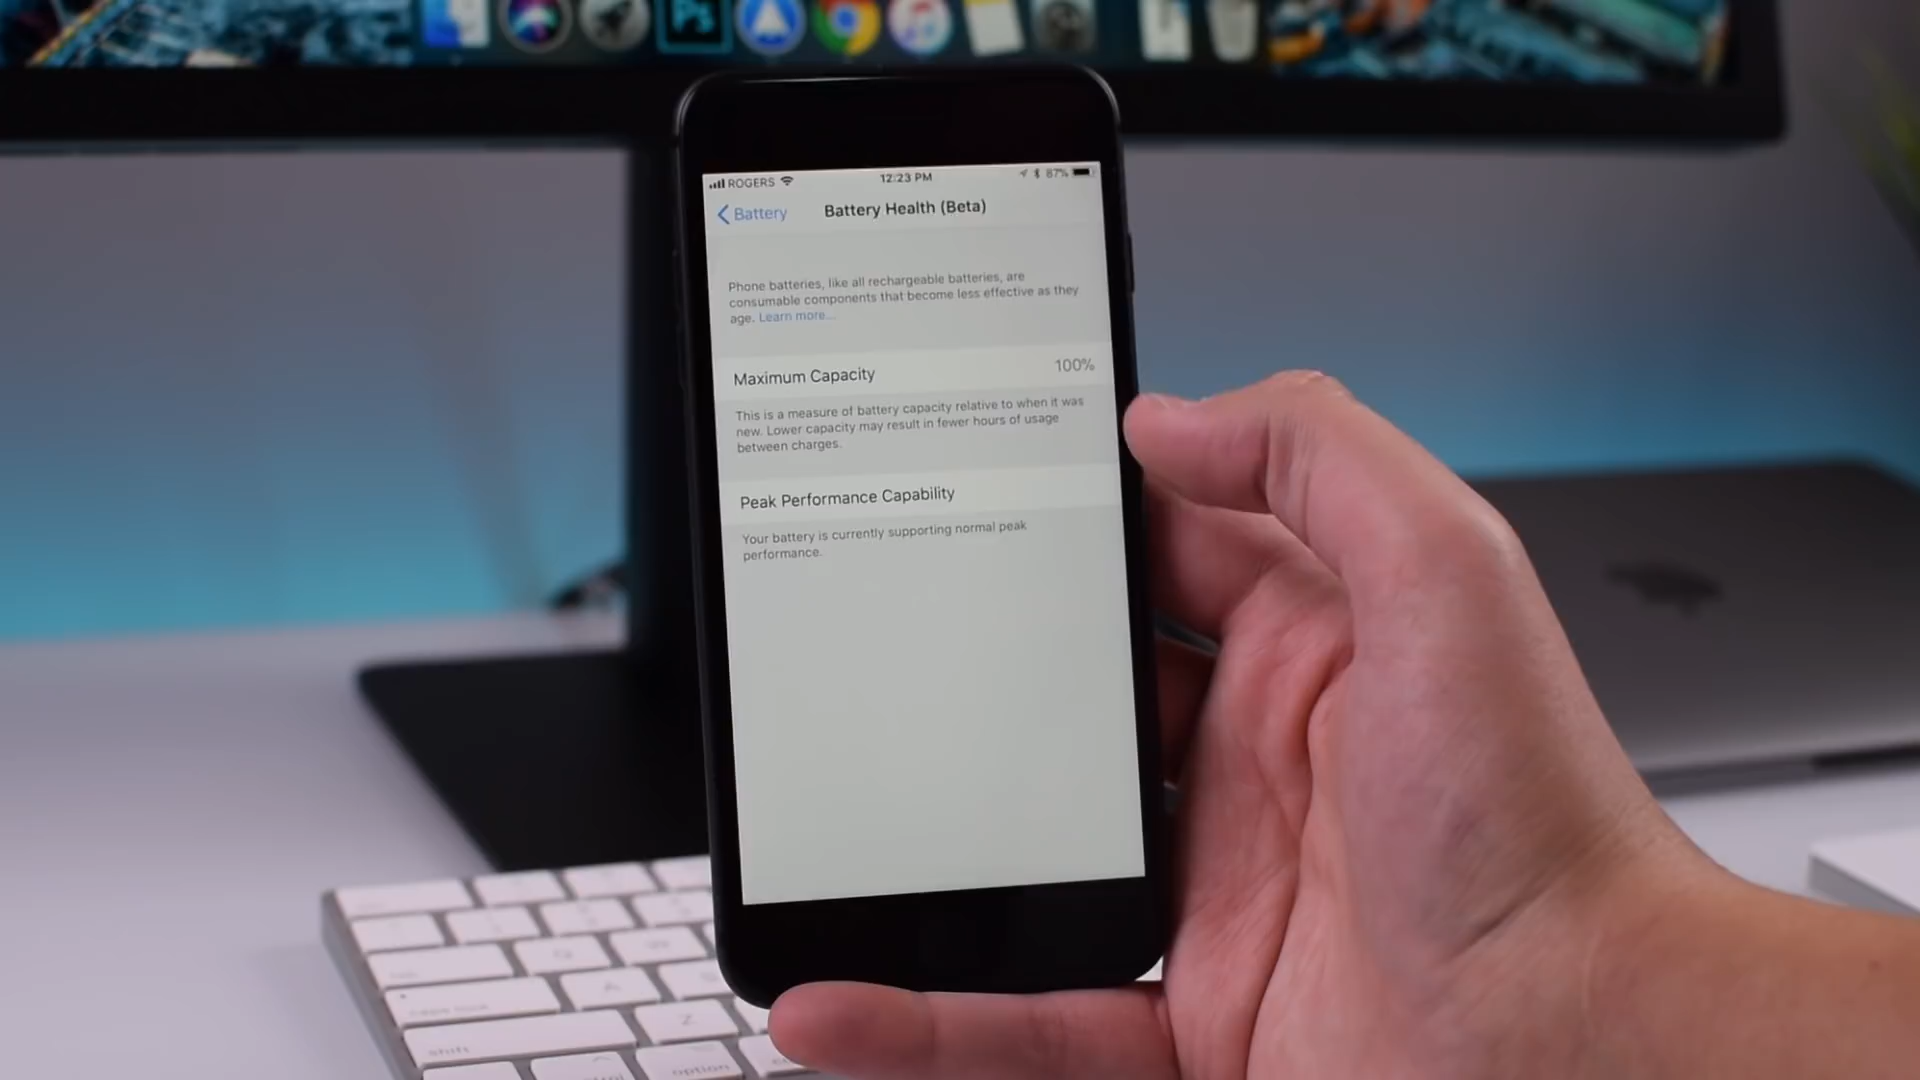 Ps
ROGERS
12:23 PM
87%
Battery
Battery Health (Beta)
Phone batteries, like all rechargeable batteries, are
consumable components that become less effective as they
age. Learn more...
Maximum Capacity
100%
This is a measure of battery capacity relative to when it was
new. Lower capacity may result in fewer hours of usage
between charges.
Peak Performance Capability
Your battery is currently supporting normal peak
performance.
A
Z
shift
option